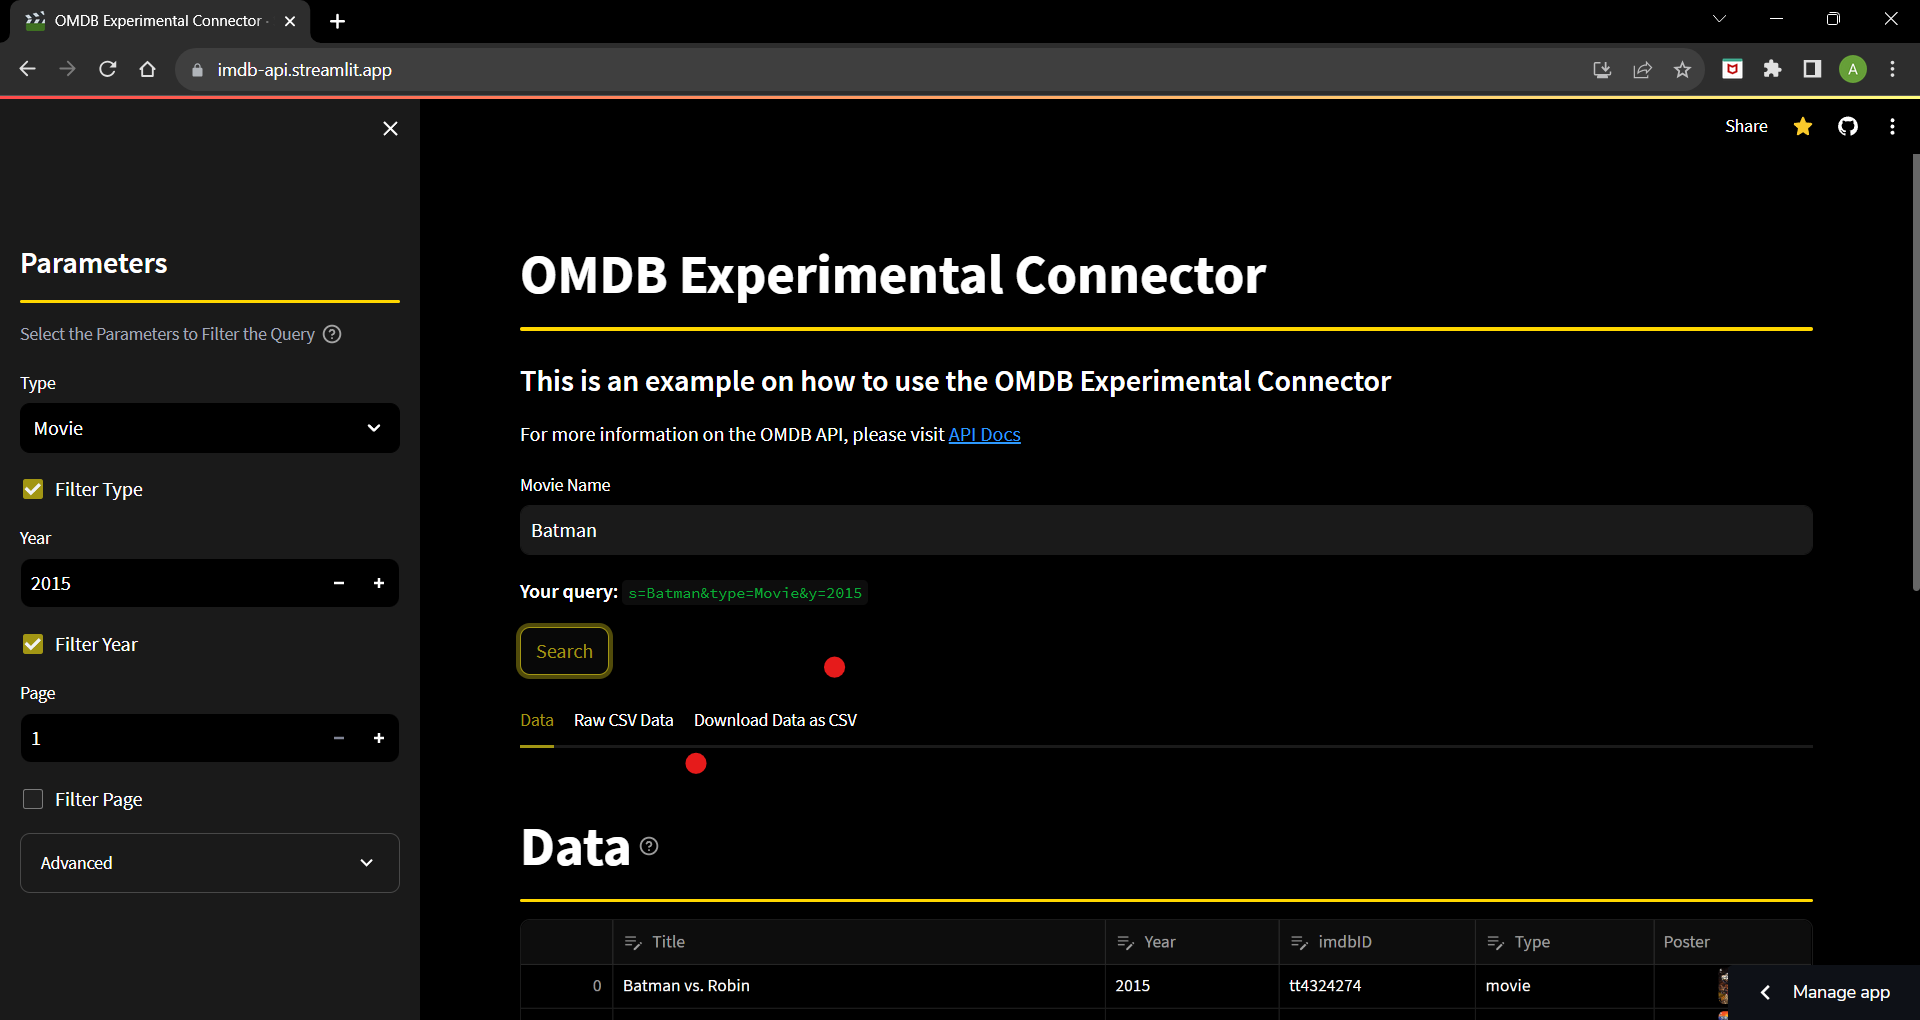 OMDB Experimental Connector
imdb-api.streamlit.app
A
Share
Parameters
Select the Parameters to Filter the Query
Type
Movie
Filter Type
Year
2015
Filter Year
Page
1
Filter Page
Advanced
OMDB Experimental Connector
This is an example on how to use the OMDB Experimental Connector
For more information on the OMDB API, please visit API Docs
Movie Name
Batman
Your query: s=Batman&type=Movie&y=2015
Search
Data Raw CSV Data Download Data as CSV
Data
Title Year imdbID Type Poster
0 Batman vs. Robin 2015 tt4324274 movie
Manage app